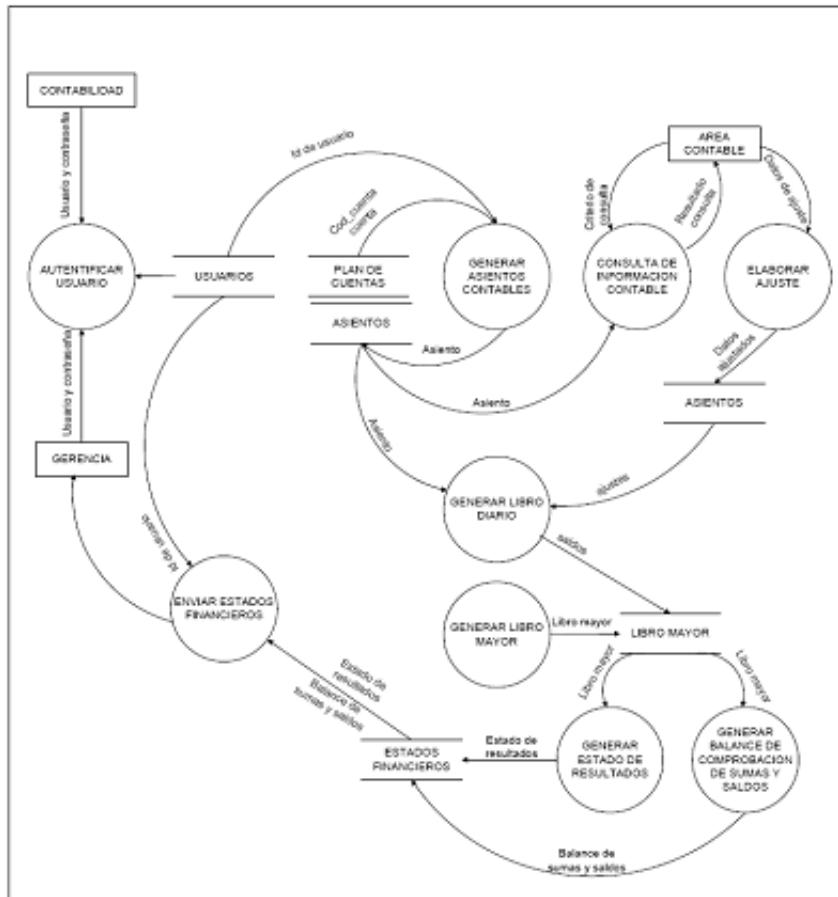 CONTABILIDAD
Usuario y contraseña
Id de usuario
AREA
CONTABLE
Criterio de
consulta
Resultado
consulta
Datos de ajuste
Cod_cuenta
cuenta
AUTENTIFICAR
USUARIO
USUARIOS
PLAN DE
CUENTAS
GENERAR
ASIENTOS
CONTABLES
CONSULTA DE
INFORMACION
CONTABLE
ELABORAR
AJUSTE
ASIENTOS
Asiento
Datos
ajustados
Usuario y contraseña
Asiento
ASIENTOS
Asiento
GERENCIA
GENERAR LIBRO
DIARIO
ajustes
saldos
Id de usuario
ENVIAR ESTADOS
FINANCIEROS
GENERAR LIBRO
MAYOR
Libro mayor
LIBRO MAYOR
Libro mayor
Libro mayor
Estado de
resultados
Balance de
sumas y saldos
ESTADOS
FINANCIEROS
Estado de
resultados
GENERAR
ESTADO DE
RESULTADOS
GENERAR
BALANCE DE
COMPROBACION
DE SUMAS Y
SALDOS
Balance de
sumas y saldos